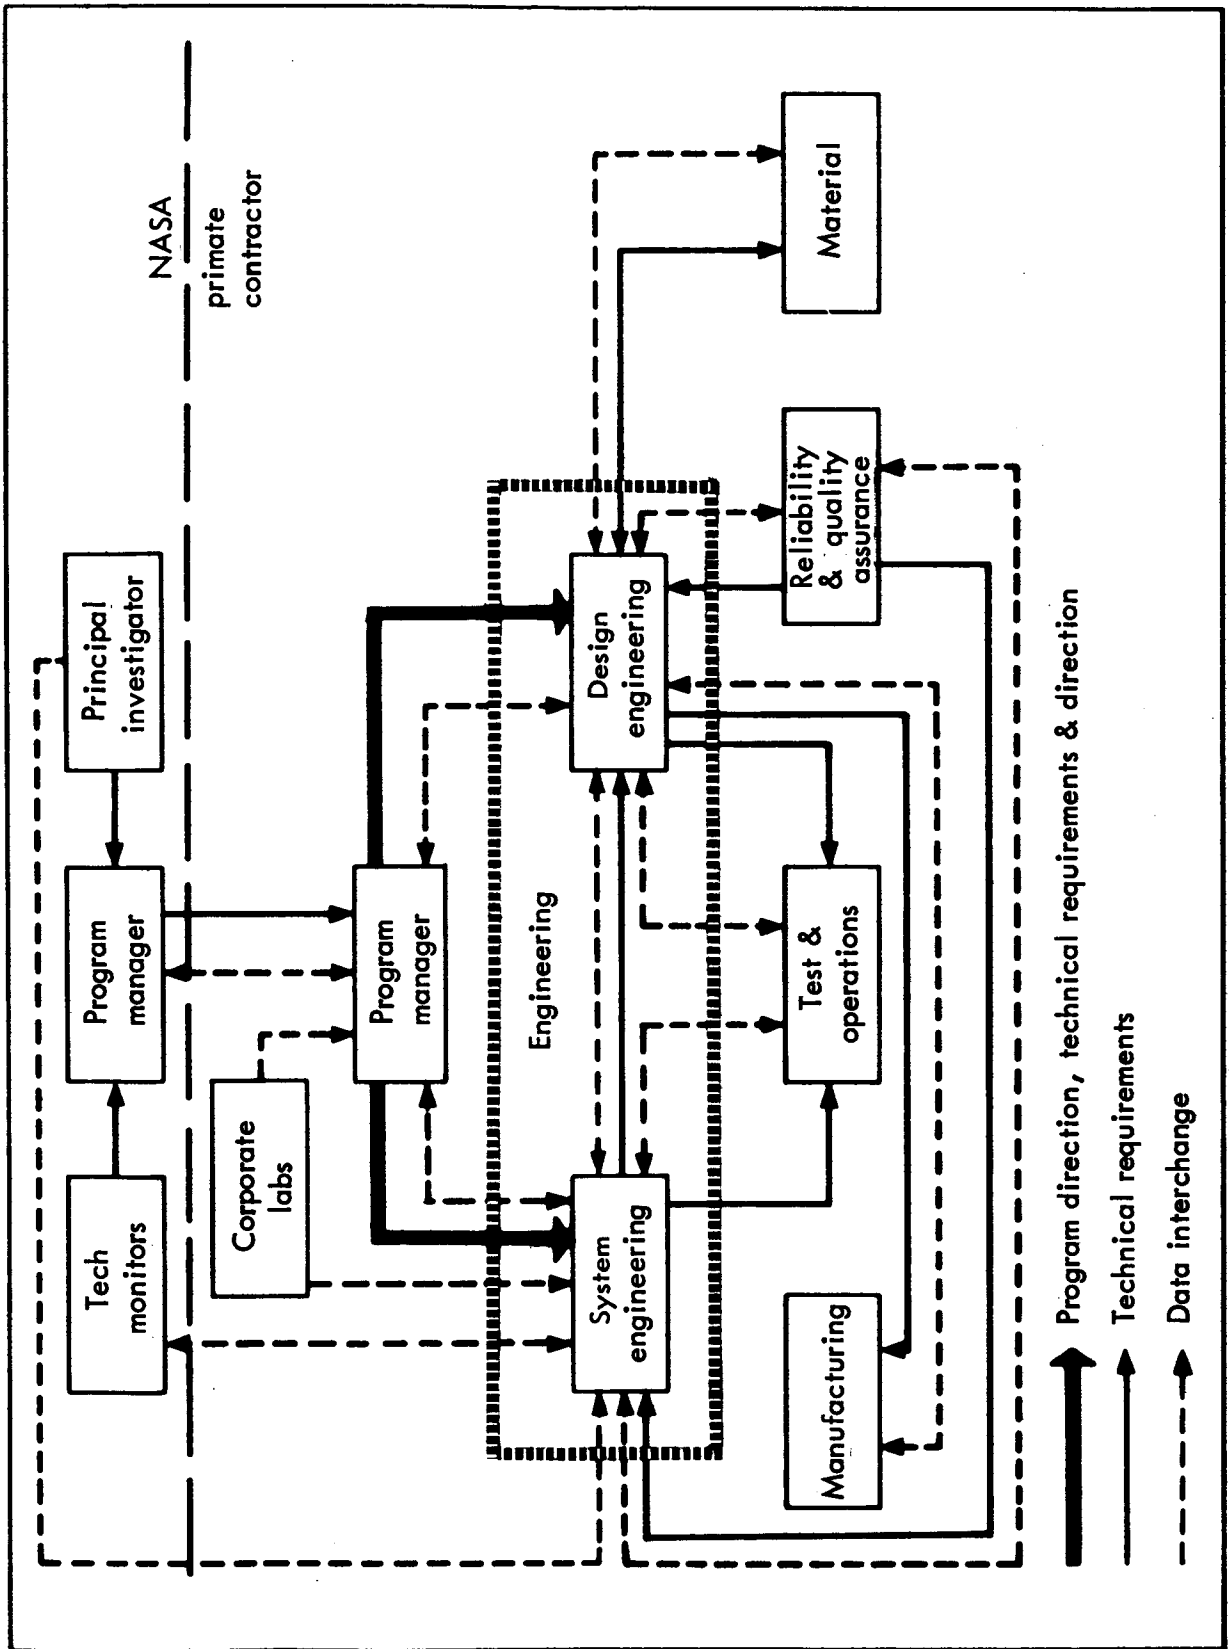 Tech
monitors
Program
manager
Principal
investigator
NASA
primate
contractor
Corporate
labs
Program
manager
Engineering
System
engineering
Design
engineering
Manufacturing
Test &
operations
Reliability
& quality
assurance
Material
Program direction, technical requirements & direction
Technical requirements
Data interchange